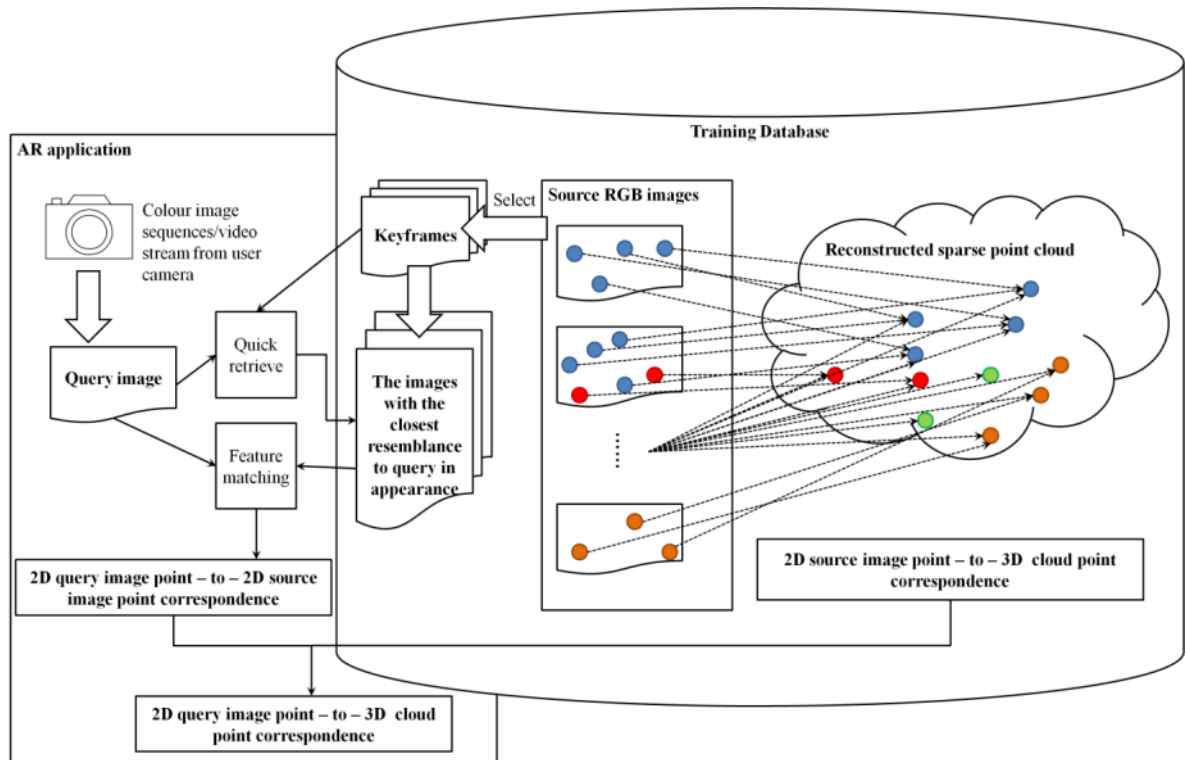 Training Database
AR application
Colour image
sequences/video
stream from user
camera
Select
Source RGB images
Keyframes
Reconstructed sparse point cloud
Query image
Quick
retrieve
The images
with the
closest
resemblance
to query in
appearance
Feature
matching
2D query image point – to – 2D source
image point correspondence
2D source image point – to – 3D cloud point
correspondence
2D query image point – to – 3D cloud
point correspondence